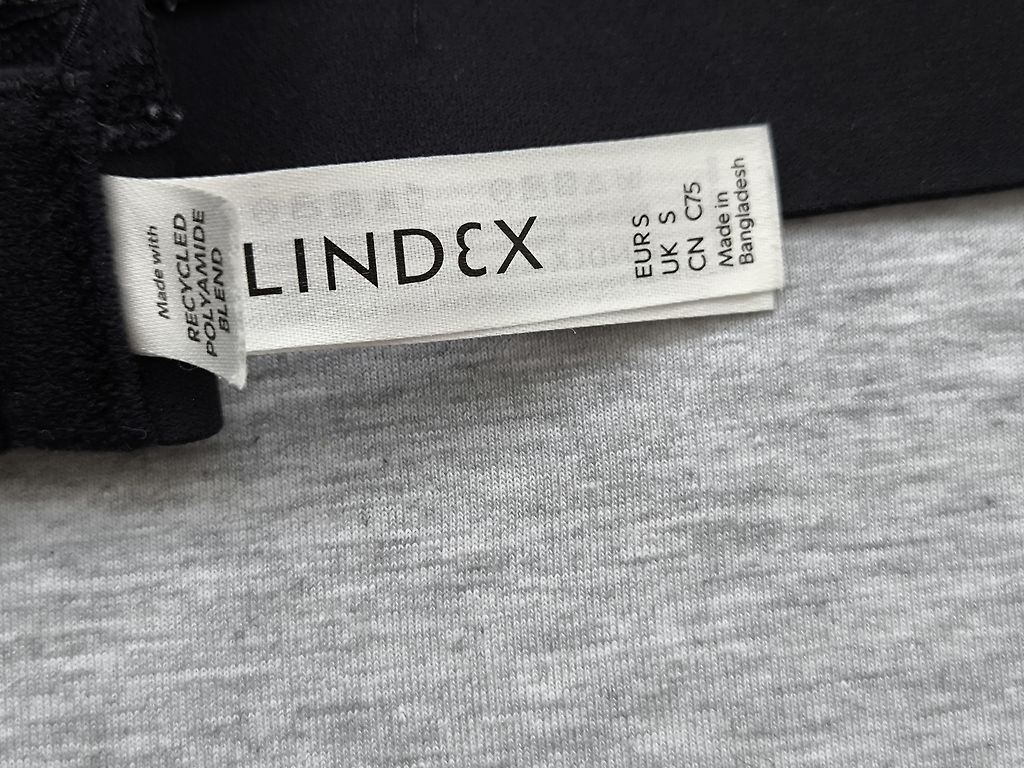 Made with
RECYCLED
POLYAMIDE
BLEND
LINDEX
EUR S
UK S
CN C75
Made in
Bangladesh